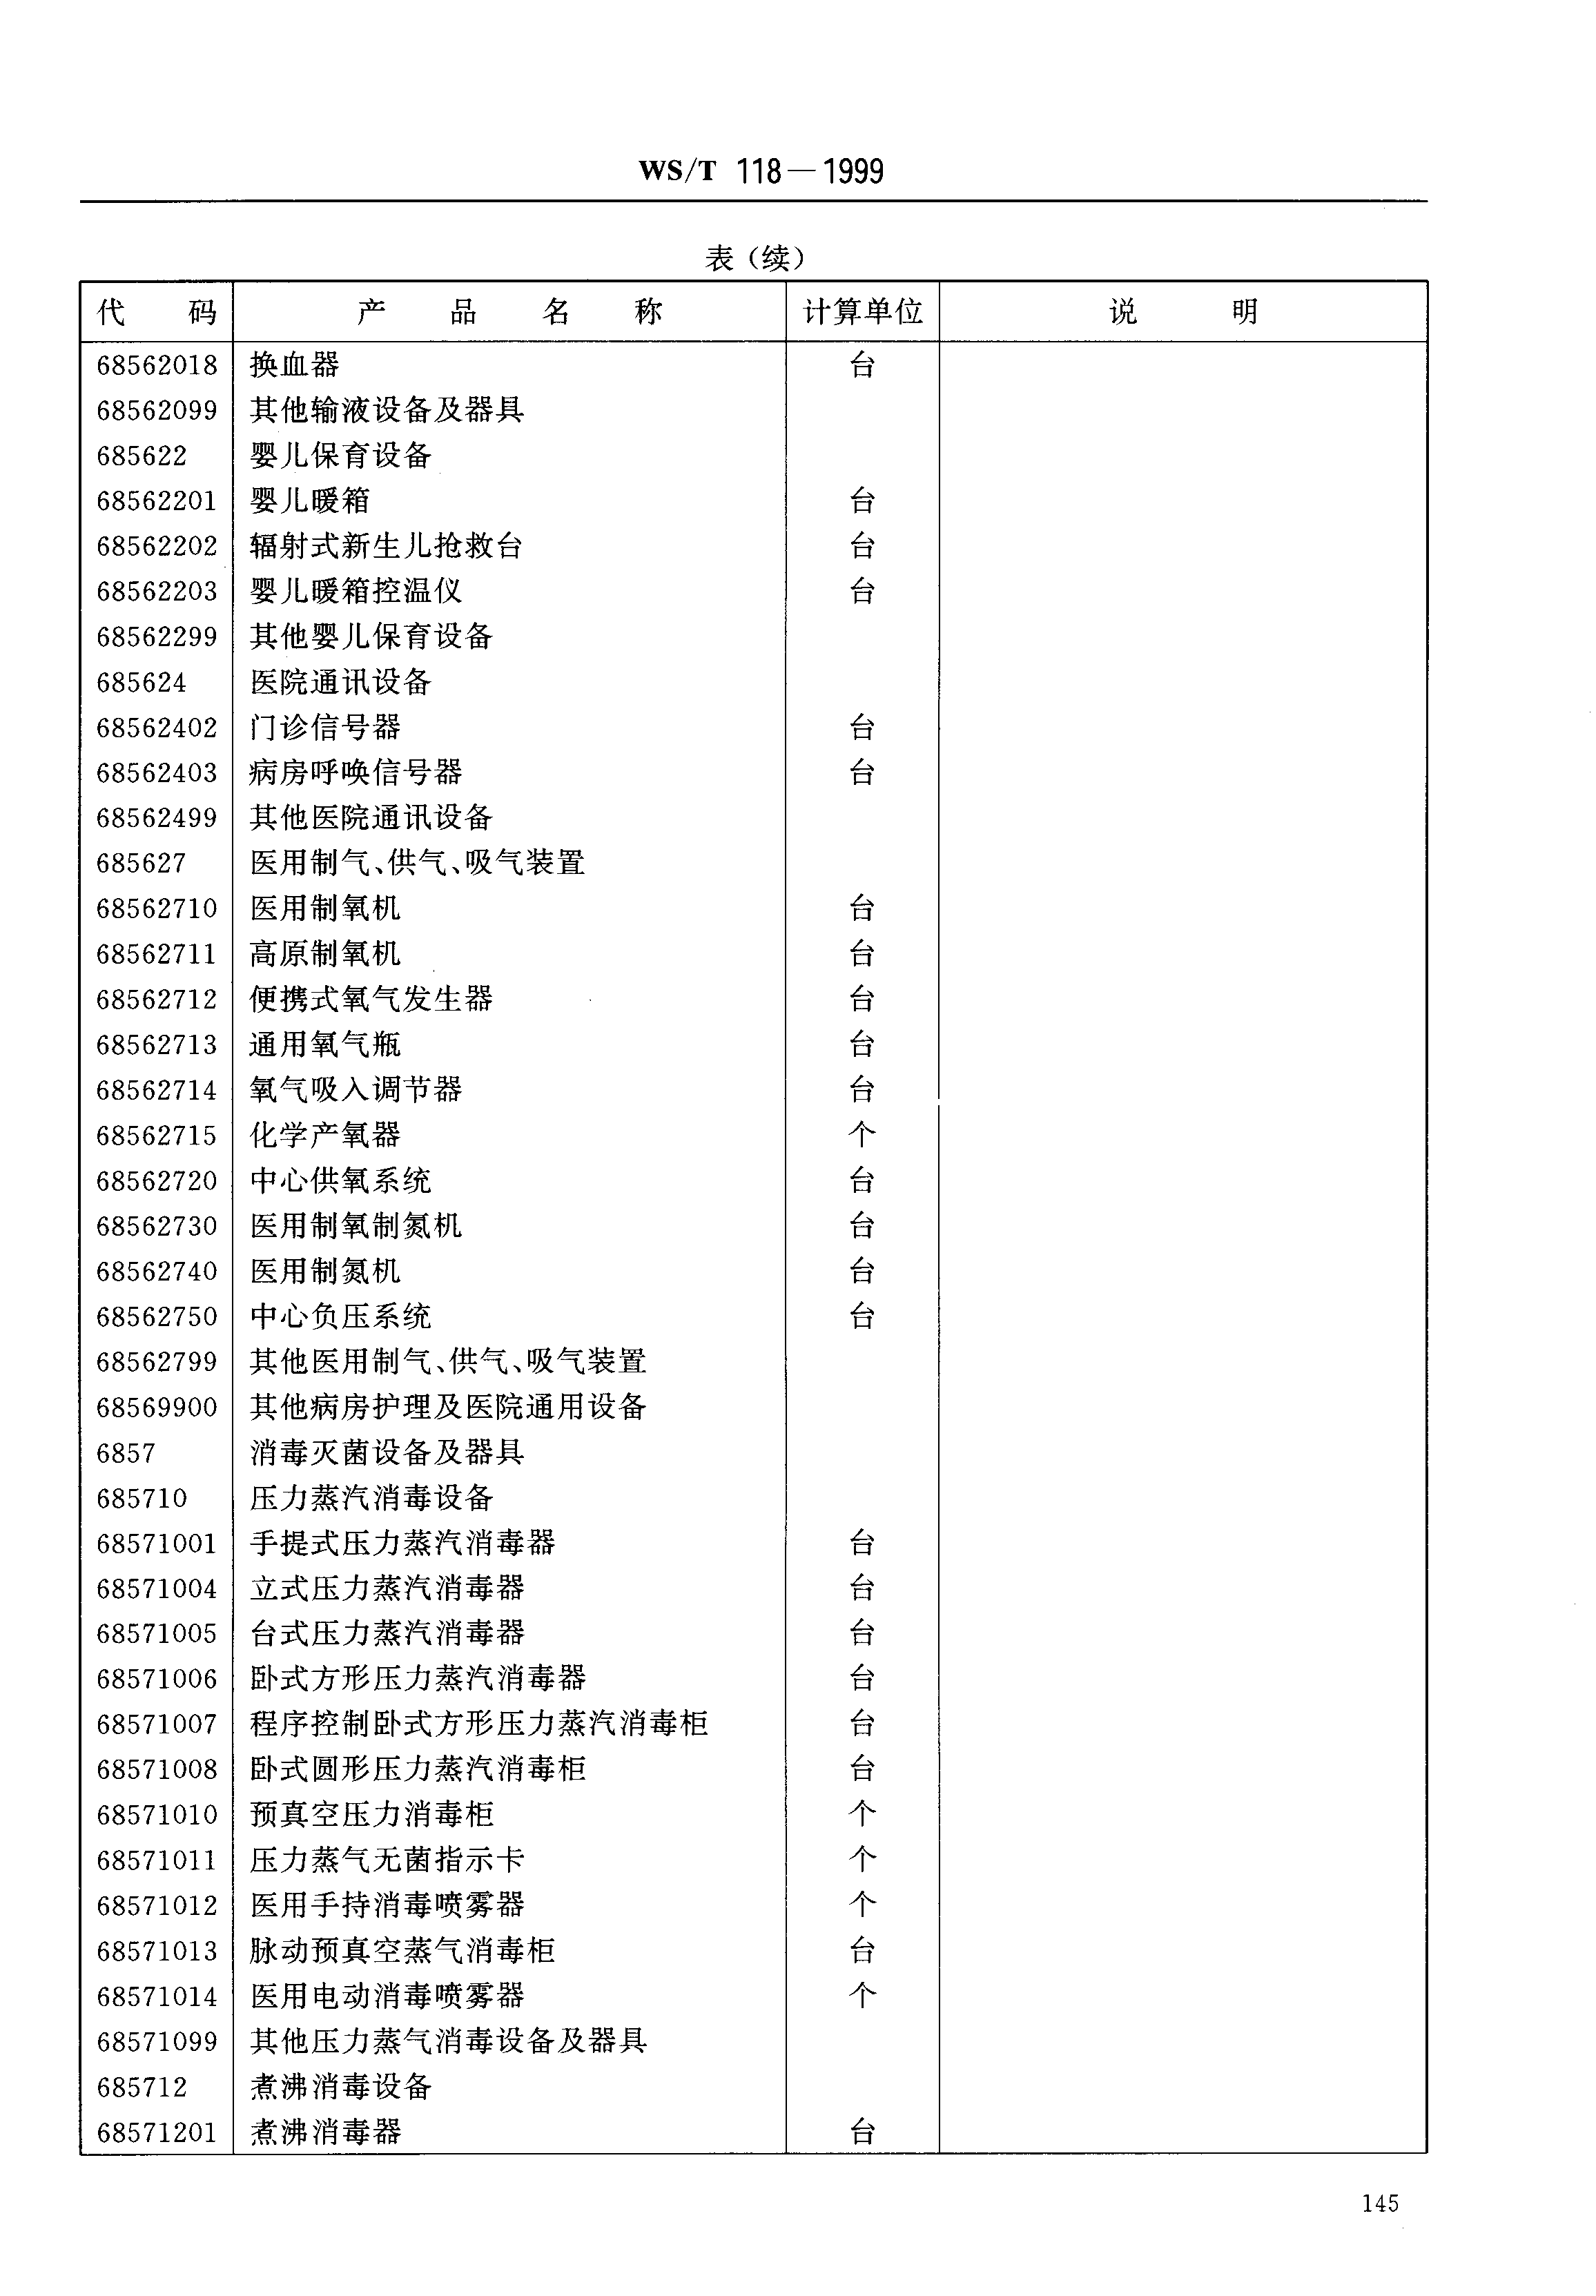 WS/T 118—1999
表（续）
代 码 产 品 名 称 计算单位 说 明
68562018 换血器 台
68562099 其他输液设备及器具
685622 婴儿保育设备
68562201 婴儿暖箱 台
68562202 辐射式新生儿抢救台 台
68562203 婴儿暖箱控温仪 台
68562299 其他婴儿保育设备
685624 医院通讯设备
68562402 门诊信号器 台
68562403 病房呼唤信号器 台
68562499 其他医院通讯设备
685627 医用制气、供气、吸气装置
68562710 医用制氧机 台
68562711 高原制氧机 台
68562712 便携式氧气发生器 台
68562713 通用氧气瓶 台
68562714 氧气吸入调节器 台
68562715 化学产氧器 个
68562720 中心供氧系统 台
68562730 医用制氧制氮机 台
68562740 医用制氮机 台
68562750 中心负压系统 台
68562799 其他医用制气、供气、吸气装置
68569900 其他病房护理及医院通用设备
6857 消毒灭菌设备及器具
685710 压力蒸汽消毒设备
68571001 手提式压力蒸汽消毒器 台
68571004 立式压力蒸汽消毒器 台
68571005 台式压力蒸汽消毒器 台
68571006 卧式方形压力蒸汽消毒器 台
68571007 程序控制卧式方形压力蒸汽消毒柜 台
68571008 卧式圆形压力蒸汽消毒柜 台
68571010 预真空压力消毒柜 个
68571011 压力蒸气无菌指示卡 个
68571012 医用手持消毒喷雾器 个
68571013 脉动预真空蒸气消毒柜 台
68571014 医用电动消毒喷雾器 个
68571099 其他压力蒸气消毒设备及器具
685712 煮沸消毒设备
68571201 煮沸消毒器 台
145